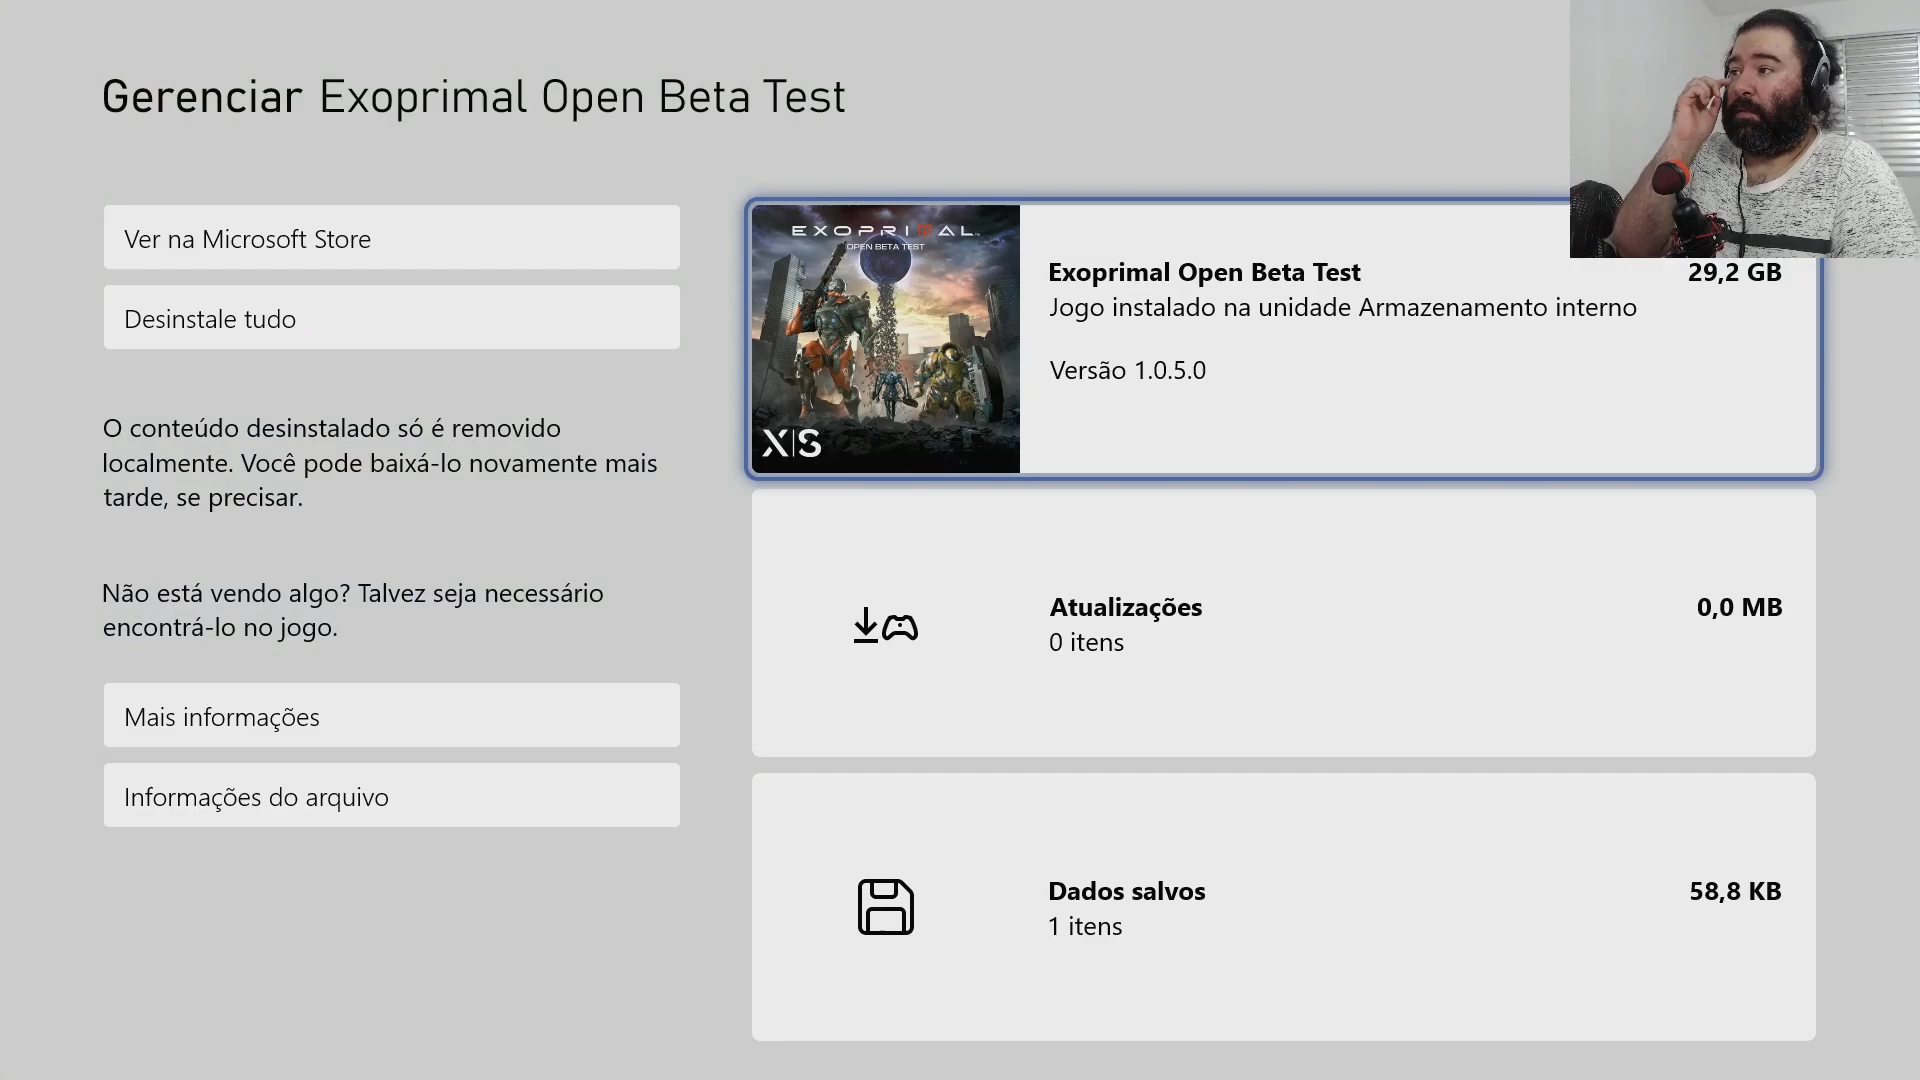 Gerenciar Exoprimal Open Beta Test
Ver na Microsoft Store
Desinstale tudo
O conteúdo desinstalado só é removido
localmente. Você pode baixá-lo novamente mais
tarde, se precisar.
Não está vendo algo? Talvez seja necessário
encontrá-lo no jogo.
Mais informações
Informações do arquivo
EXOPRIMAL
OPEN BETA TEST
X|S
Exoprimal Open Beta Test 29,2 GB
Jogo instalado na unidade Armazenamento interno
Versão 1.0.5.0
Atualizações 0,0 MB
0 itens
Dados salvos 58,8 KB
1 itens